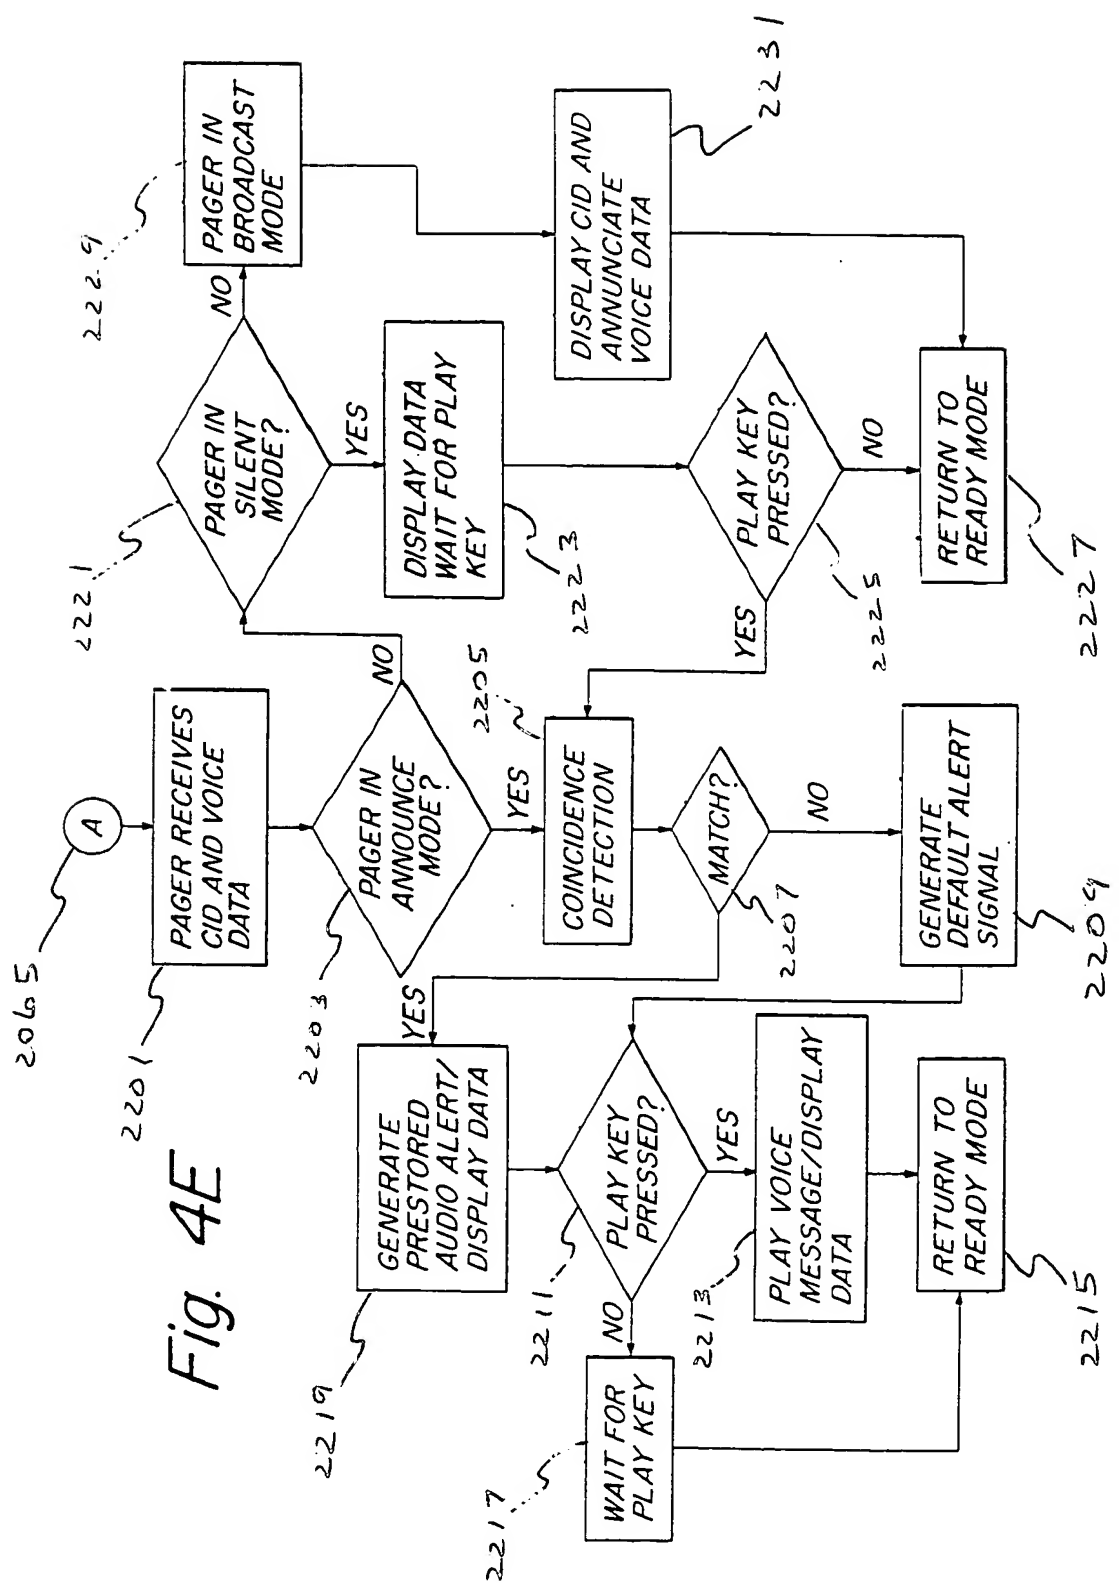 2065
A
2201
PAGER RECEIVES
CID AND VOICE
DATA
2203
PAGER IN
ANNOUNCE
MODE?
NO
YES
2221
PAGER IN
SILENT
MODE?
NO
YES
2229
PAGER IN
BROADCAST
MODE
2223
DISPLAY DATA
WAIT FOR PLAY
KEY
DISPLAY CID AND
ANNUNCIATE
VOICE DATA
2231
2205
COINCIDENCE
DETECTION
YES
PLAY KEY
PRESSED?
2225
NO
MATCH?
2207
YES
NO
RETURN TO
READY MODE
2227
GENERATE
DEFAULT ALERT
SIGNAL
2209
Fig. 4E
2219
GENERATE
PRESTORED
AUDIO ALERT/
DISPLAY DATA
2211
PLAY KEY
PRESSED?
NO
YES
2217
WAIT FOR
PLAY KEY
2213
PLAY VOICE
MESSAGE/DISPLAY
DATA
RETURN TO
READY MODE
2215